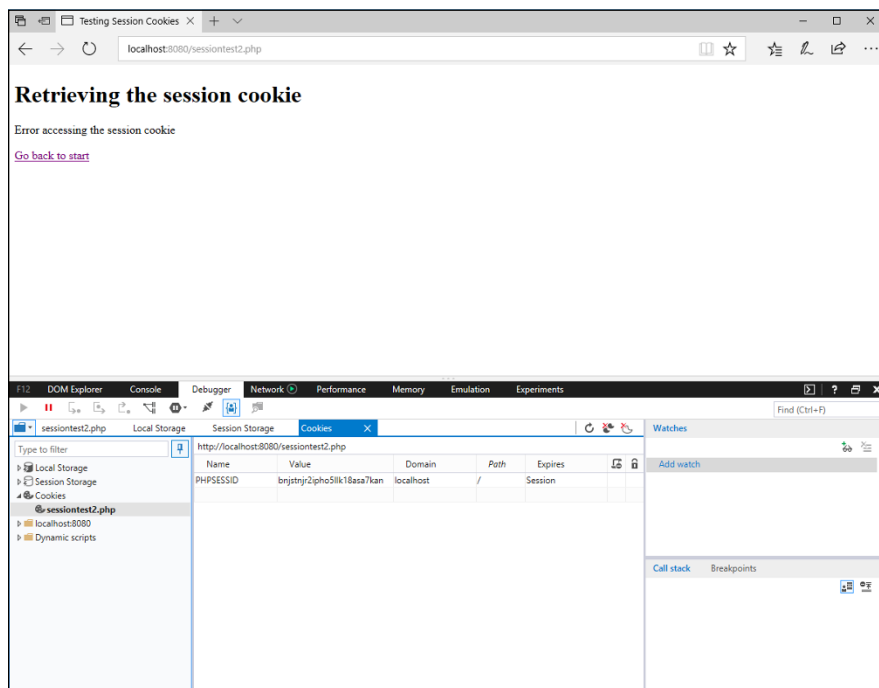 Testing Session Cookies
localhost:8080/sessiontest2.php
Retrieving the session cookie
Error accessing the session cookie
Go back to start
F12 DOM Explorer Console Debugger Network Performance Memory Emulation Experiments
Find (Ctrl+F)
sessiontest2.php Local Storage Session Storage Cookies Watches
Type to filter http://localhost:8080/sessiontest2.php
Name Value Domain Path Expires Add watch
Local Storage PHPSESSID bnjstnjr2ipho5llk18asa7kan localhost / Session
Session Storage
Cookies
sessiontest2.php
localhost:8080
Dynamic scripts
Call stack Breakpoints